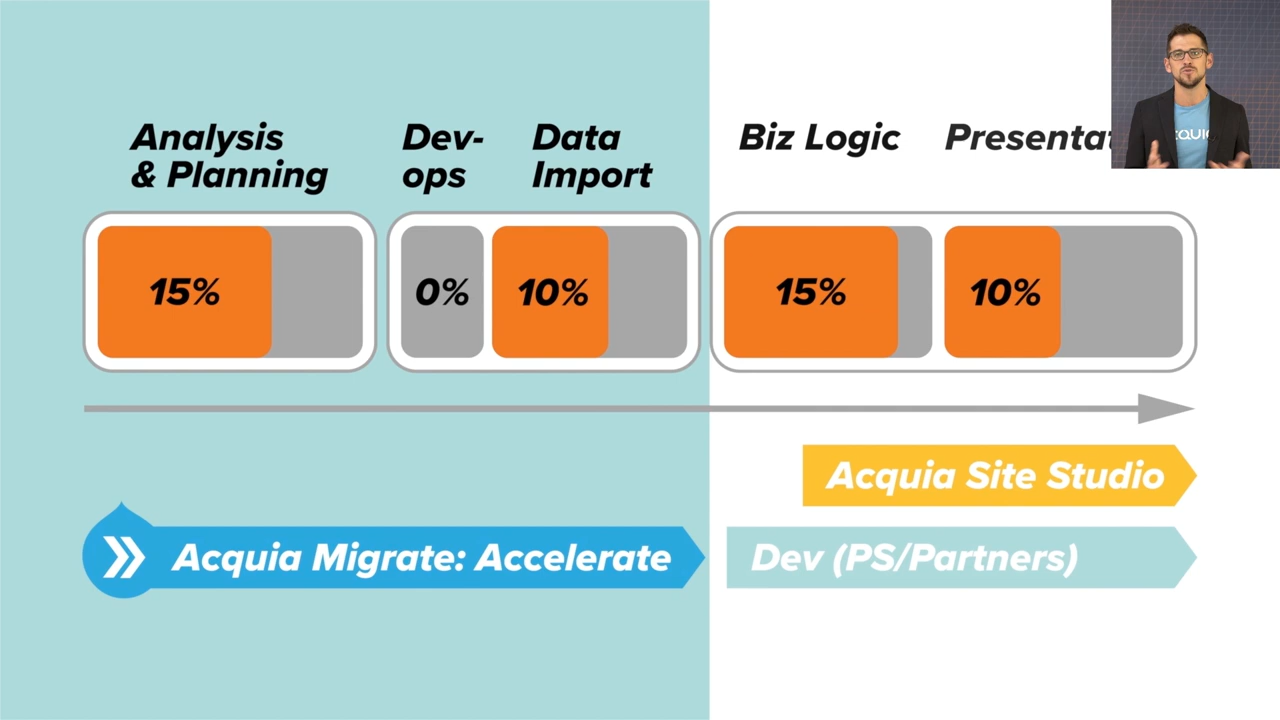 Analysis
& Planning
Dev-
ops
Data
Import
Biz Logic
15%
0%
10%
15%
10%
Acquia Site Studio
Acquia Migrate: Accelerate
Dev (PS/Partners)